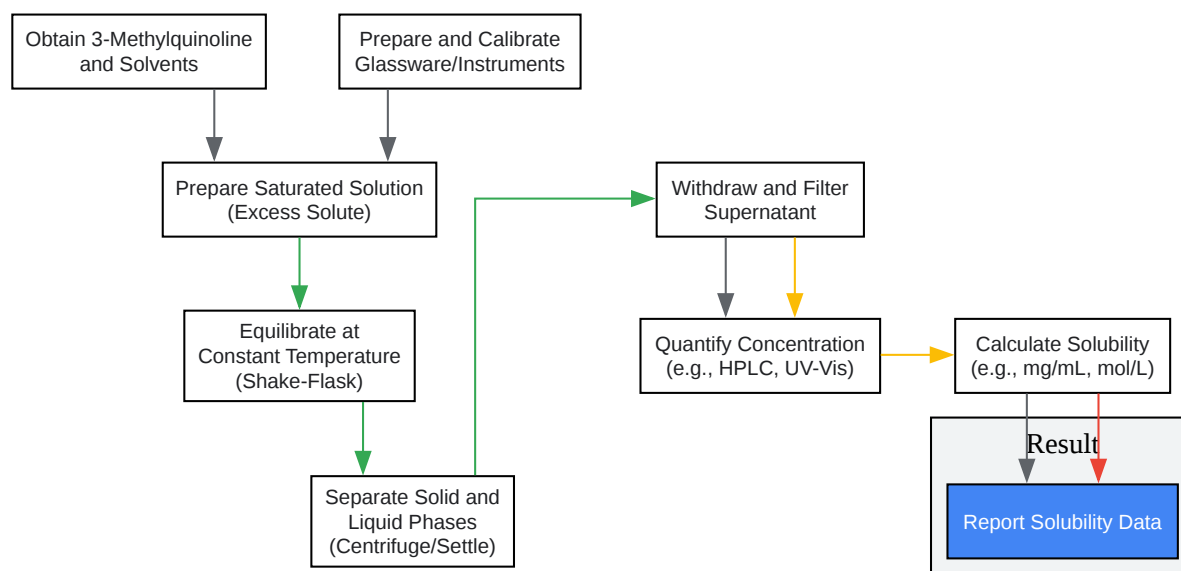 Obtain 3-Methylquinoline
and Solvents
Prepare and Calibrate
Glassware/Instruments
Prepare Saturated Solution
(Excess Solute)
Equilibrate at
Constant Temperature
(Shake-Flask)
Separate Solid and
Liquid Phases
(Centrifuge/Settle)
Withdraw and Filter
Supernatant
Quantify Concentration
(e.g., HPLC, UV-Vis)
Calculate Solubility
(e.g., mg/mL, mol/L)
Result
Report Solubility Data